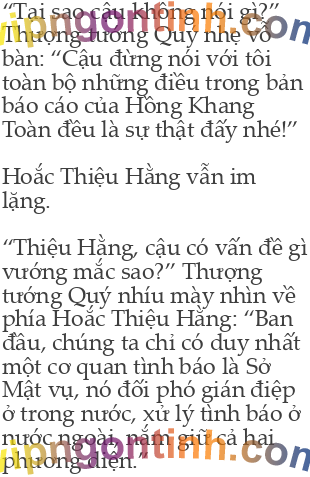 “Tại sao cậu không nói gì?”
Thượng tướng Quý nhẹ vỗ
bàn: “Cậu đừng nói với tôi
toàn bộ những điều trong bản
báo cáo của Hồng Khang
Toàn đều là sự thật đấy nhé!”
Hoắc Thiệu Hằng vẫn im
lặng.
“Thiệu Hằng, cậu có vấn đề gì
vướng mắc sao?” Thượng
tướng Quý nhíu mày nhìn về
phía Hoắc Thiệu Hằng: “Ban
đầu, chúng ta chỉ có duy nhất
một cơ quan tình báo là Sở
Mật vụ, nó đối phó gián điệp
ở trong nước, xử lý tình báo ở
nước ngoài, nắm giữ cả hai
phương diện.”
vipngontinh.com
vipngontinh.com